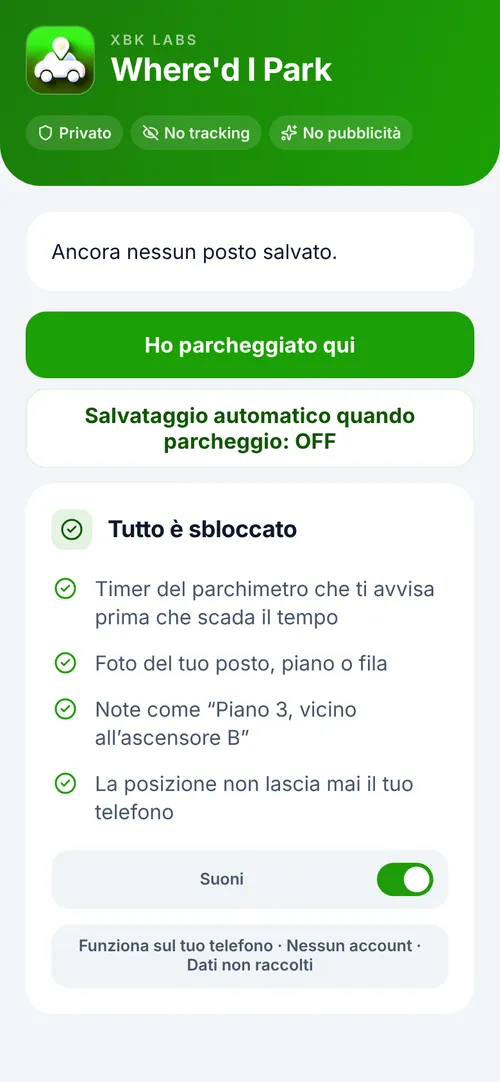 XBK LABS
Where'd I Park
Privato
No tracking
No pubblicità
Ancora nessun posto salvato.
Ho parcheggiato qui
Salvataggio automatico quando
parcheggio: OFF
Tutto è sbloccato
Timer del parchimetro che ti avvisa
prima che scada il tempo
Foto del tuo posto, piano o fila
Note come “Piano 3, vicino
all’ascensore B”
La posizione non lascia mai il tuo
telefono
Suoni
Funziona sul tuo telefono · Nessun account ·
Dati non raccolti